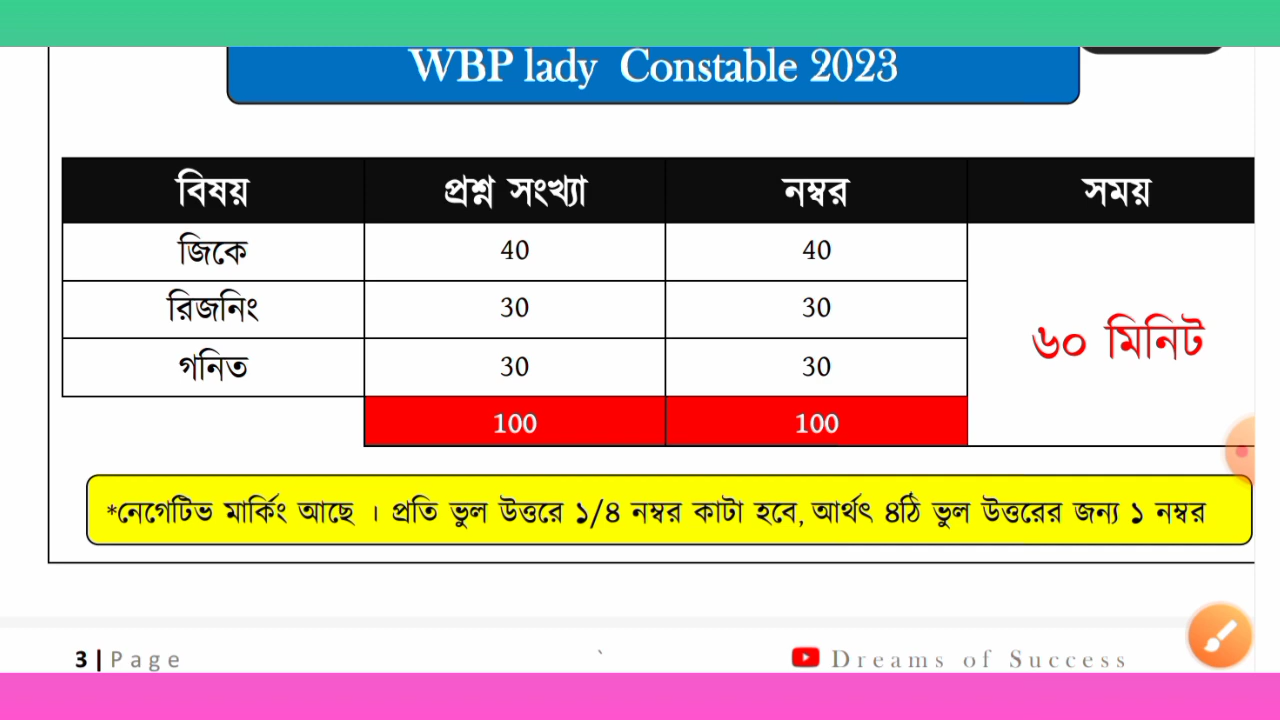 WBP lady Constable 2023
বিষয় প্রশ্ন সংখ্যা নম্বর সময়
জিকে 40 40
রিজনিং 30 30
৬০ মিনিট
গনিত 30 30
100 100
*নেগেটিভ মার্কিং আছে । প্রতি ভুল উত্তরে ১/৪ নম্বর কাটা হবে, আর্থৎ ৪ঠি ভুল উত্তরের জন্য ১ নম্বর
3 | Page ` Dreams of Success